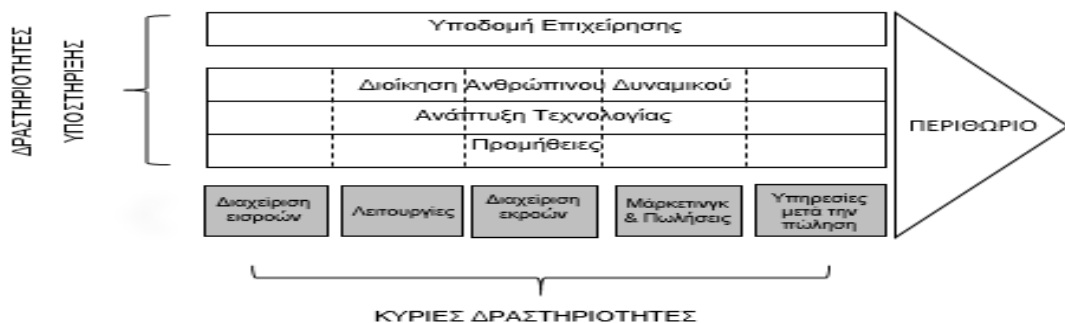 ΔΡΑΣΤΗΡΙΟΤΗΤΕΣ
ΥΠΟΣΤΗΡΙΞΗΣ
Υποδομή Επιχείρησης
Διοίκηση Ανθρώπινου Δυναμικού
Ανάπτυξη Τεχνολογίας
Προμήθειες
ΠΕΡΙΘΩΡΙΟ
Διαχείριση
εισροών
Λειτουργίες
Διαχείριση
εκροών
Μάρκετινγκ
& Πωλήσεις
Υπηρεσίες
μετά την
πώληση
ΚΥΡΙΕΣ ΔΡΑΣΤΗΡΙΟΤΗΤΕΣ